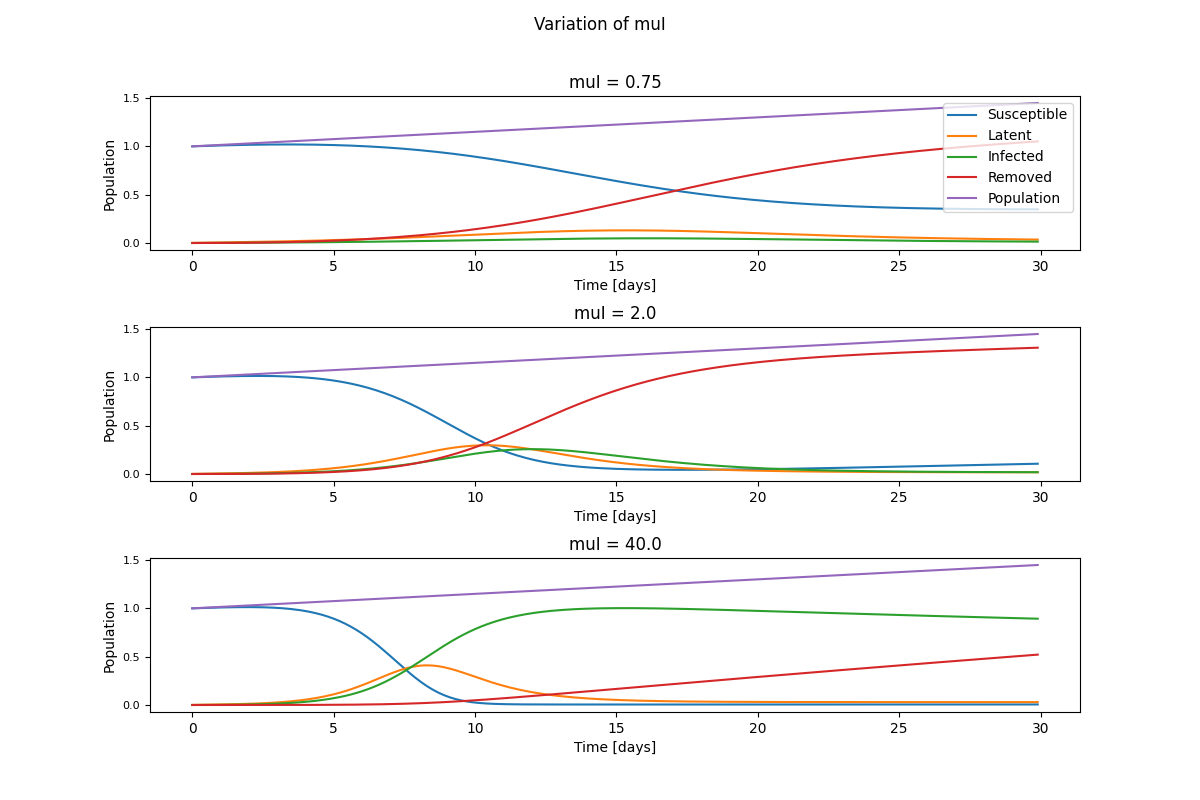 Variation of muI
muI = 0.75
1.5
1.0
0.5
0.0
Population
Susceptible
Latent
Infected
Removed
Population
0 5 10 15 20 25 30
Time [days]
muI = 2.0
1.5
1.0
0.5
0.0
Population
0 5 10 15 20 25 30
Time [days]
muI = 40.0
1.5
1.0
0.5
0.0
Population
0 5 10 15 20 25 30
Time [days]